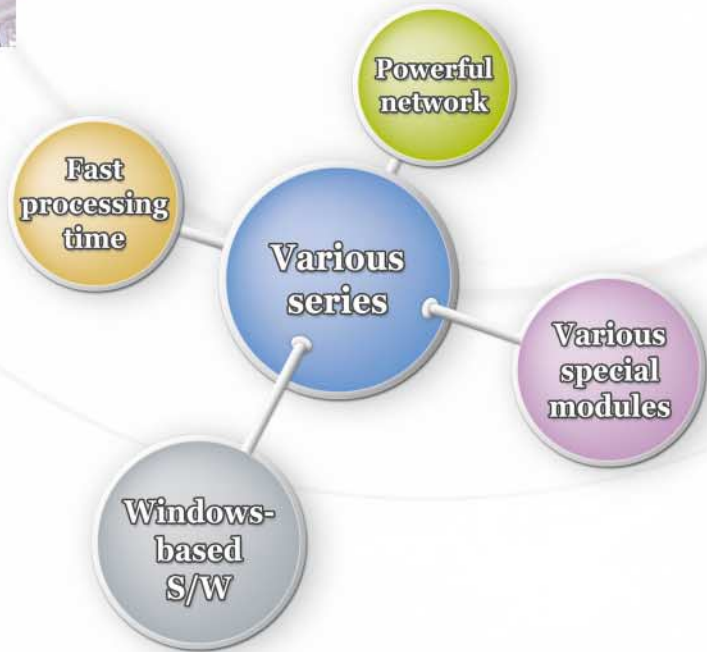 Powerful
network
Fast
processing
time
Various
series
Various
special
modules
Windows-
based
S/W